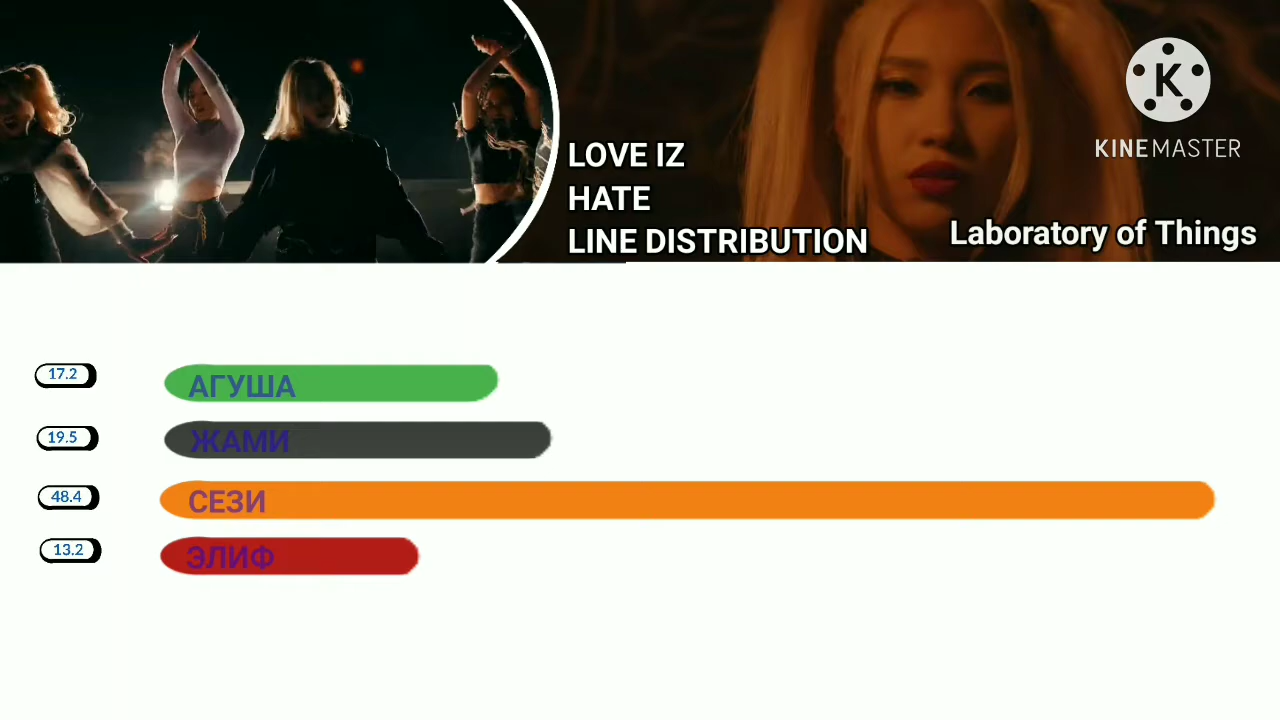 K
KINEMASTER
LOVE IZ
HATE
LINE DISTRIBUTION
Laboratory of Things
17.2
АГУША
19.5
ЖАМИ
48.4
СЕЗИ
13.2
ЭЛИФ